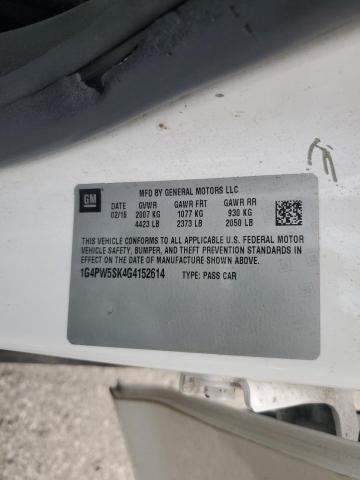 GM
MFD BY GENERAL MOTORS LLC
DATE GVWR GAWR FRT GAWR RR
02/16 2007 KG 1077 KG 930 KG
4423 LB 2373 LB 2050 LB
THIS VEHICLE CONFORMS TO ALL APPLICABLE U.S. FEDERAL MOTOR
VEHICLE SAFETY, BUMPER, AND THEFT PREVENTION STANDARDS IN
EFFECT ON THE DATE OF MANUFACTURE SHOWN ABOVE.
1G4PW5SK4G4152614 TYPE: PASS CAR